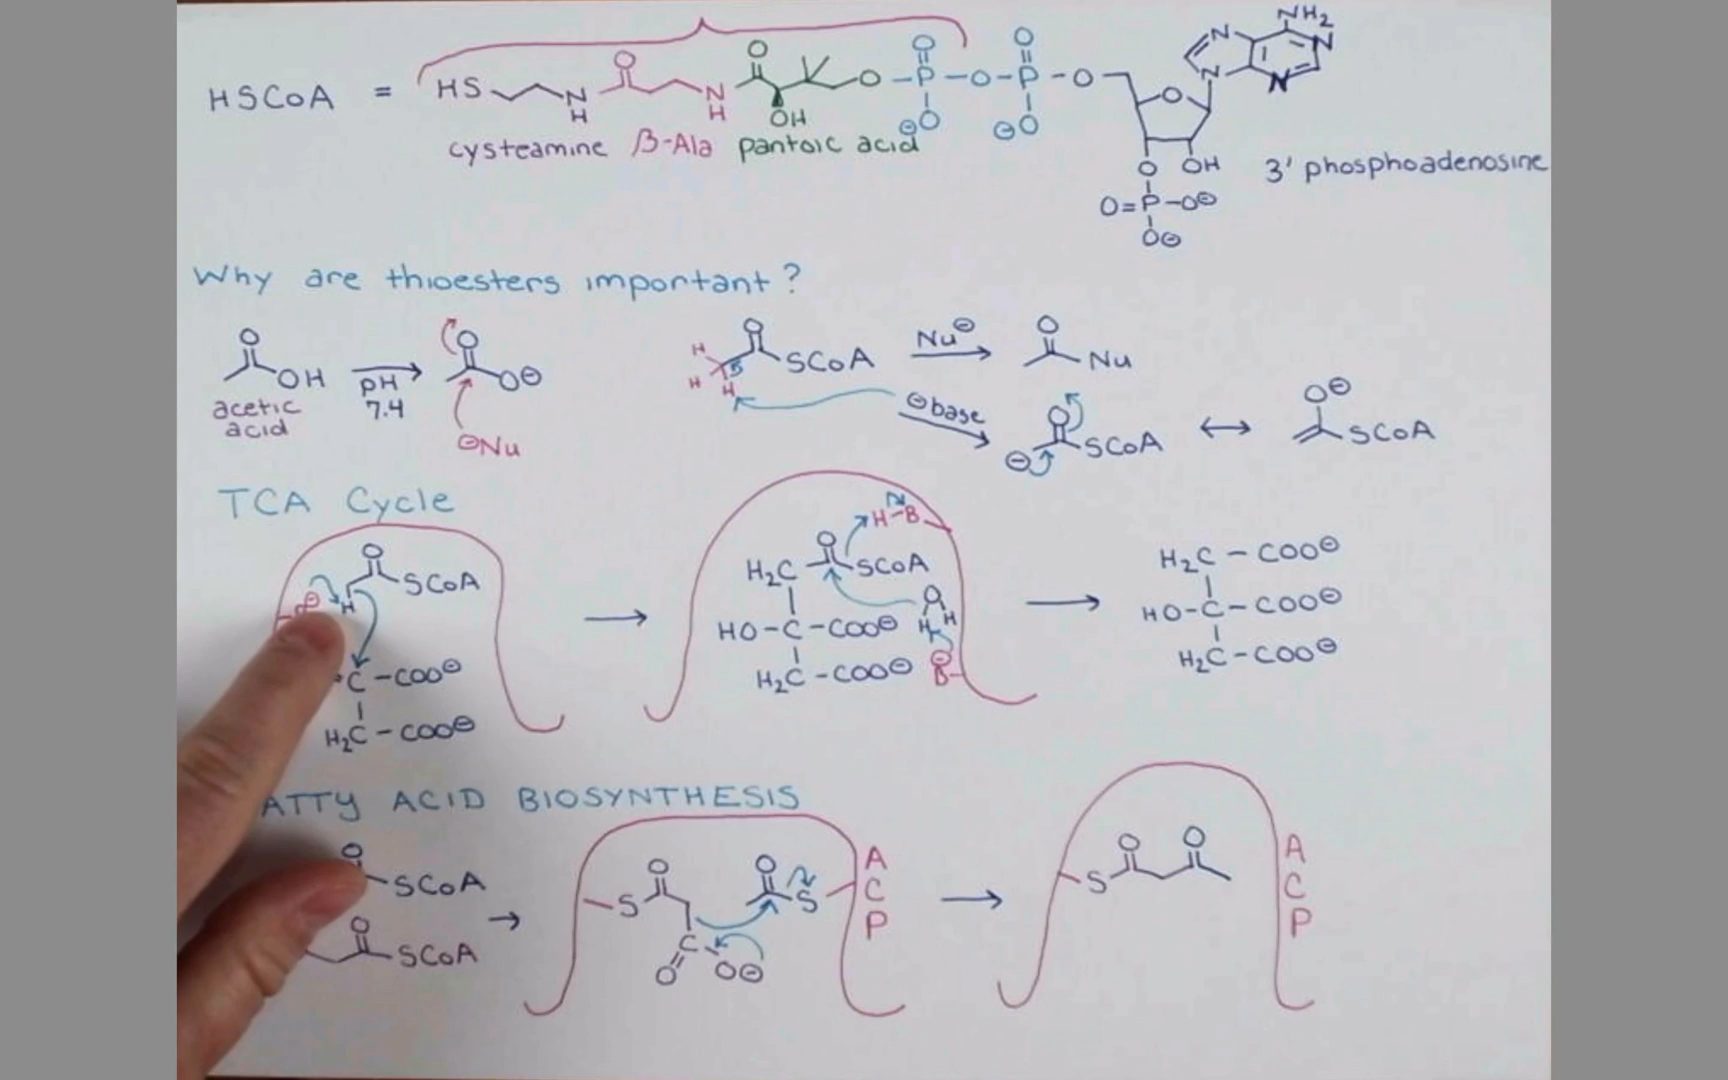 HSCoA = HS N H O N H O OH O P O ⊖O O P O ⊖O O O N N N N NH₂
cysteamine β-Ala pantoic acid
O OH 3' phosphoadenosine
O=P-O⊖
O⊖
Why are thioesters important?
O OH pH 7.4 O O⊖
acetic acid
⊖Nu
H H H O SCoA Nu⊖ O Nu
⊖base O ⊖ SCoA ↔ O⊖ SCoA
TCA Cycle
O SCoA H
C-COO⊖
H₂C-COO⊖
H₂C O SCoA H-B
HO-C-COO⊖ O H H
H₂C-COO⊖ ⊖B-
H₂C-COO⊖
HO-C-COO⊖
H₂C-COO⊖
ATTY ACID BIOSYNTHESIS
O SCoA
O SCoA
S O C O O⊖ O S ACP
S O O ACP